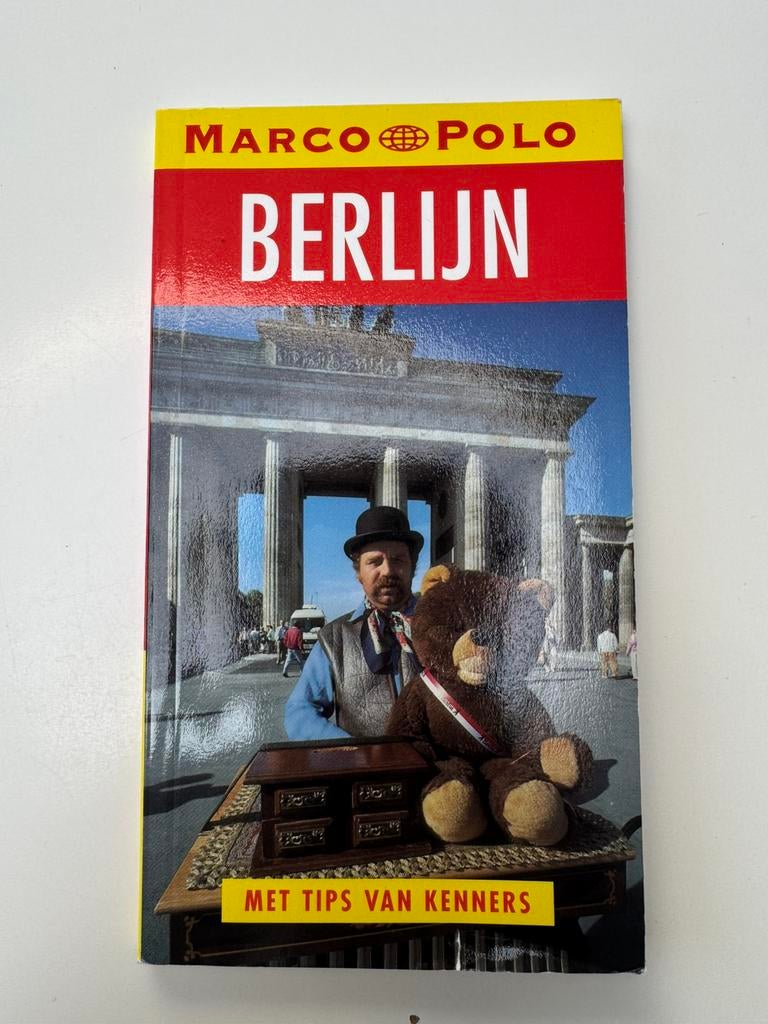 MARCO POLO
BERLIJN
MET TIPS VAN KENNERS